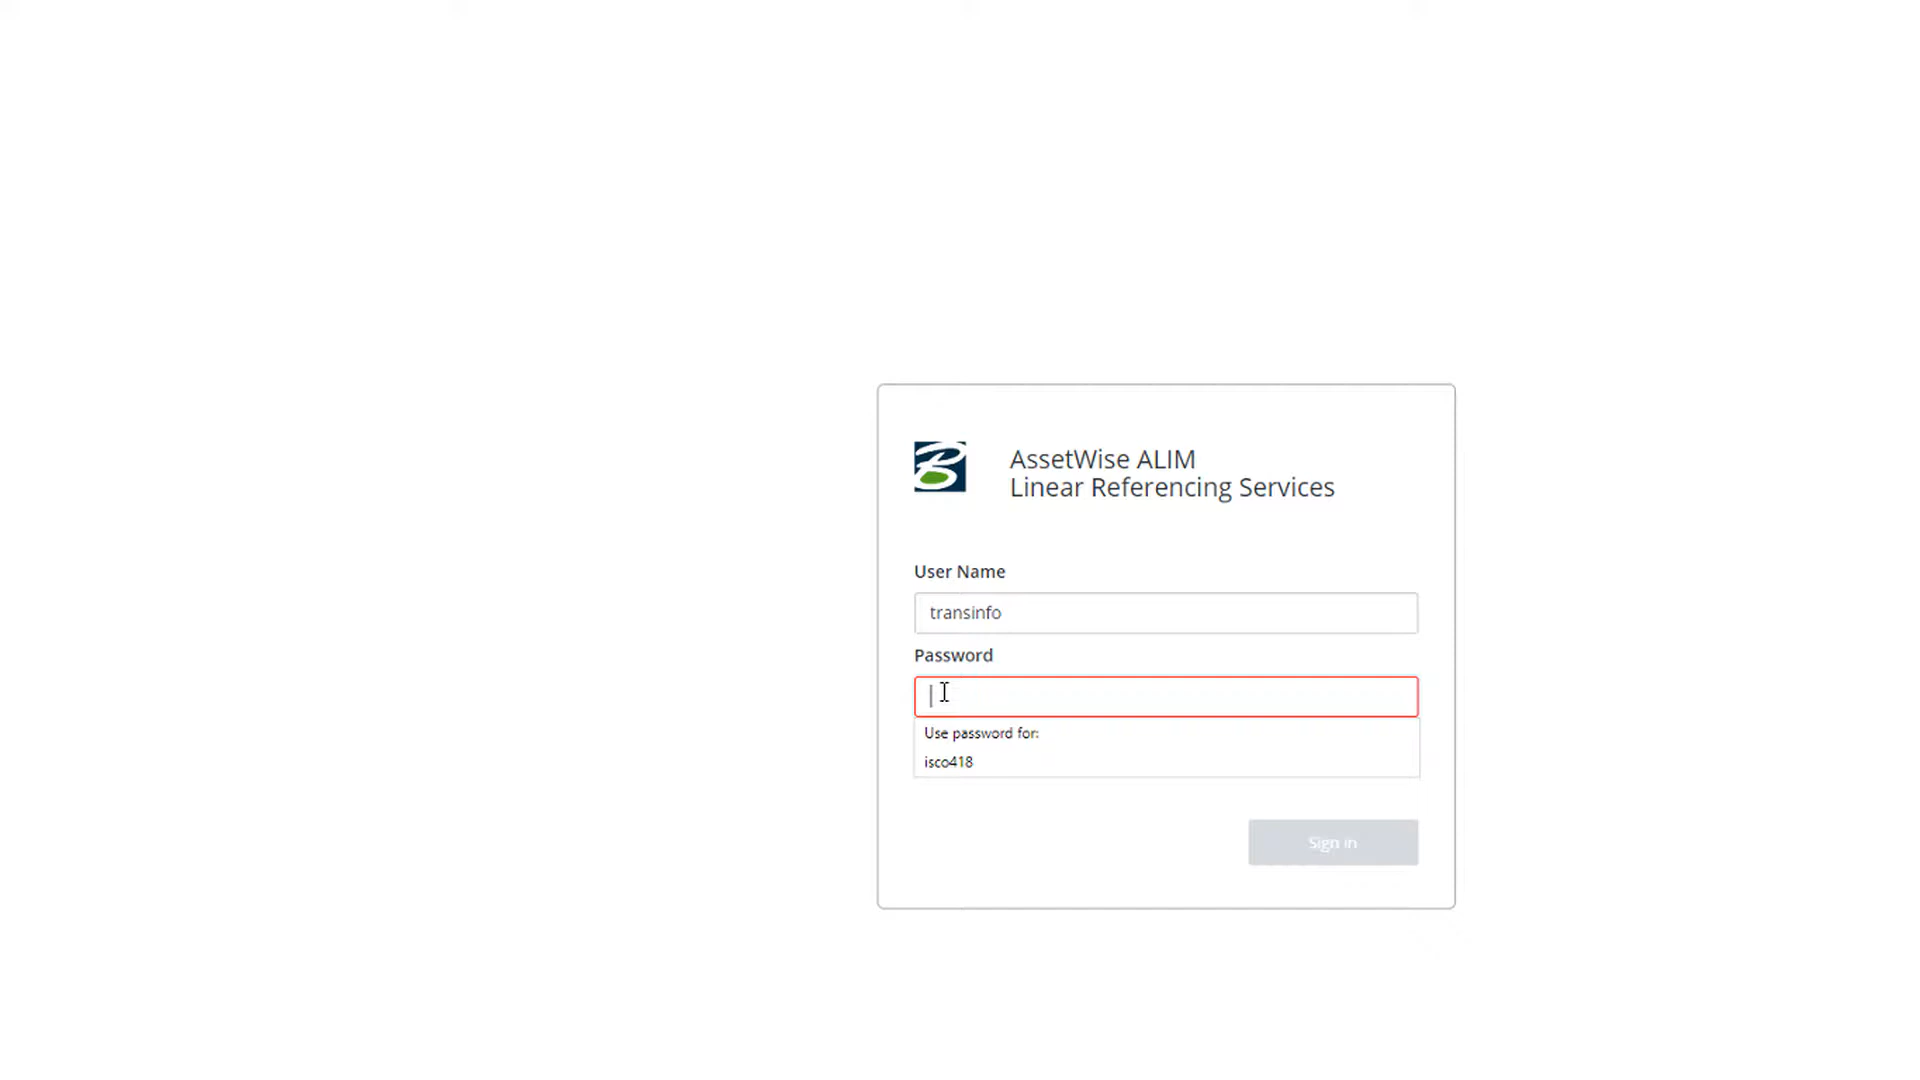 AssetWise ALIM
Linear Referencing Services
User Name
transinfo
Password
Use password for:
isco418
Sign in